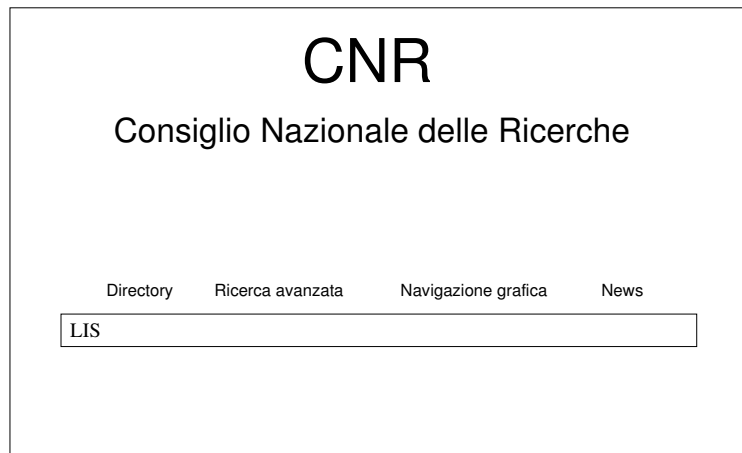 CNR
Consiglio Nazionale delle Ricerche
Directory Ricerca avanzata Navigazione grafica News
LIS